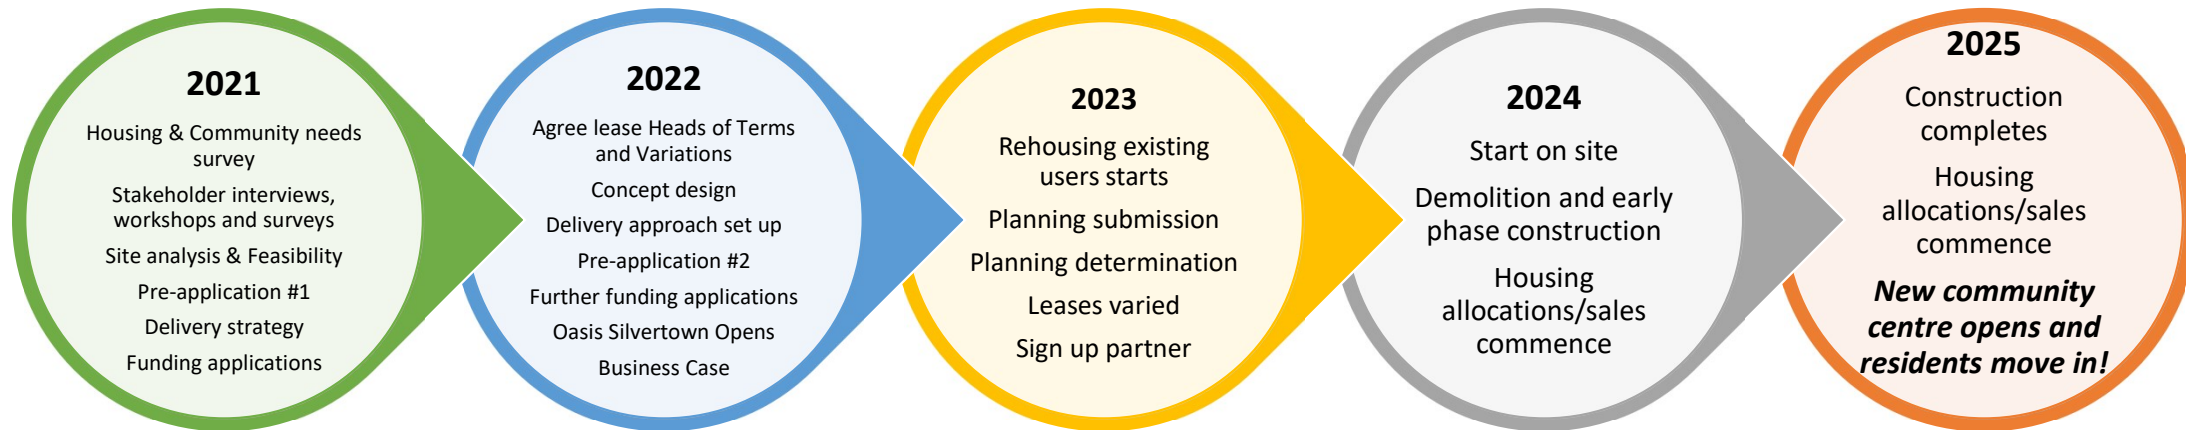 2021
Housing & Community needs
survey
Stakeholder interviews,
workshops and surveys
Site analysis & Feasibility
Pre-application #1
Delivery strategy
Funding applications
2022
Agree lease Heads of Terms
and Variations
Concept design
Delivery approach set up
Pre-application #2
Further funding applications
Oasis Silvertown Opens
Business Case
2023
Rehousing existing
users starts
Planning submission
Planning determination
Leases varied
Sign up partner
2024
Start on site
Demolition and early
phase construction
Housing
allocations/sales
commence
2025
Construction
completes
Housing
allocations/sales
commence
New community
centre opens and
residents move in!